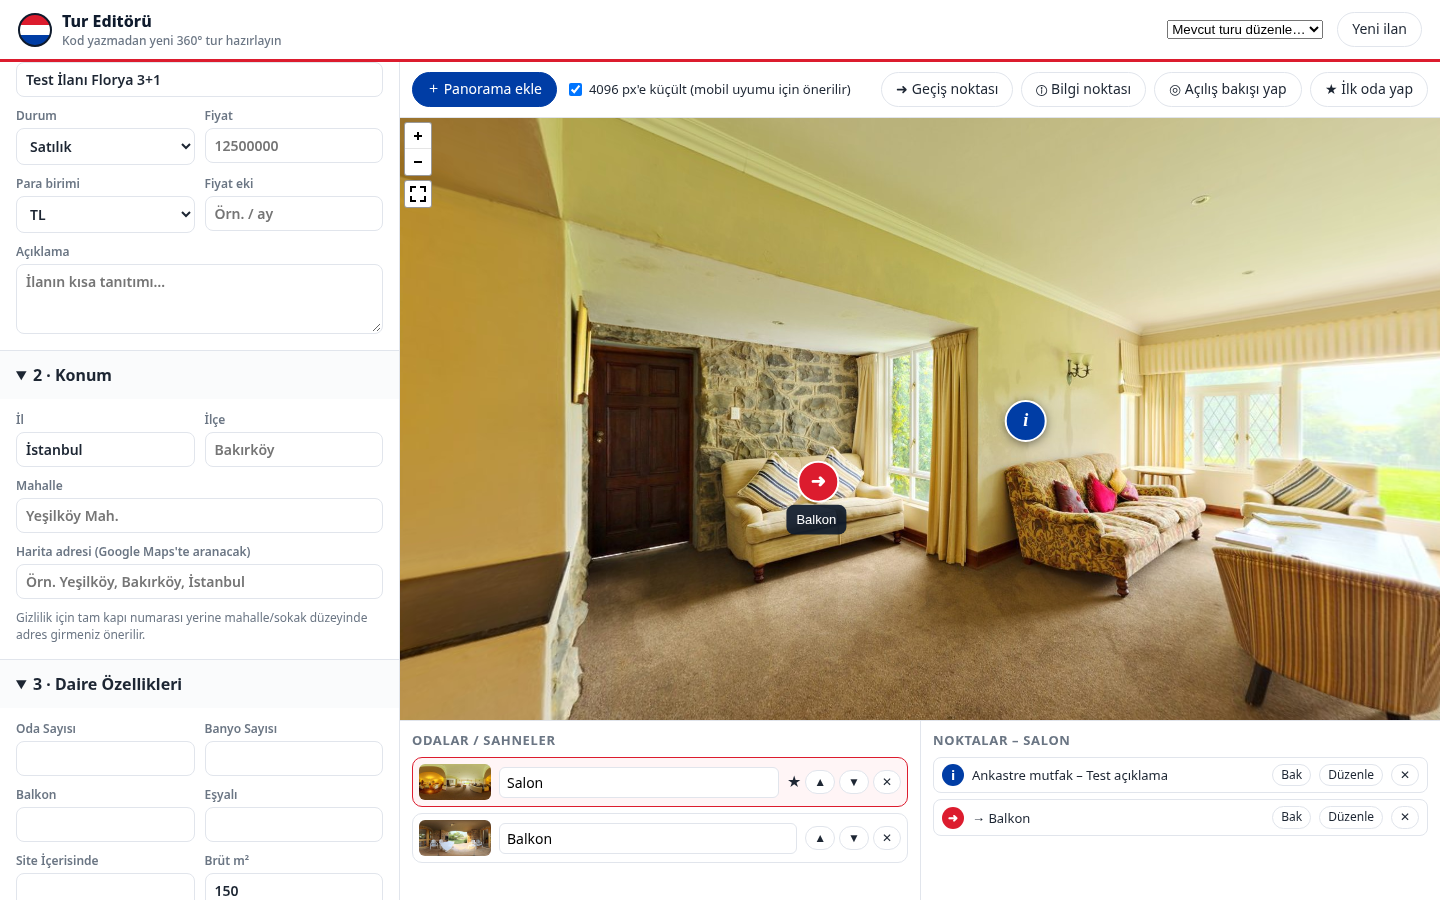 Tur Editörü
Kod yazmadan yeni 360° tur hazırlayın
Mevcut turu düzenle...
Yeni ilan
Test İlanı Florya 3+1
Durum
Fiyat
Satılık
12500000
Para birimi
Fiyat eki
TL
Örn. / ay
Açıklama
İlanın kısa tanıtımı...
▼ 2 · Konum
İl
İlçe
İstanbul
Bakırköy
Mahalle
Yeşilköy Mah.
Harita adresi (Google Maps'te aranacak)
Örn. Yeşilköy, Bakırköy, İstanbul
Gizlilik için tam kapı numarası yerine mahalle/sokak düzeyinde
adres girmeniz önerilir.
▼ 3 · Daire Özellikleri
Oda Sayısı
Banyo Sayısı
Balkon
Eşyalı
Site İçerisinde
Brüt m²
150
+ Panorama ekle
4096 px'e küçült (mobil uyumu için önerilir)
➜ Geçiş noktası
ⓘ Bilgi noktası
◎ Açılış bakışı yap
★ İlk oda yap
+
−
i
➜
Balkon
ODALAR / SAHNELER
Salon
★ ▲ ▼ ✕
Balkon
▲ ▼ ✕
NOKTALAR – SALON
i Ankastre mutfak – Test açıklama
Bak
Düzenle
✕
➜ → Balkon
Bak
Düzenle
✕